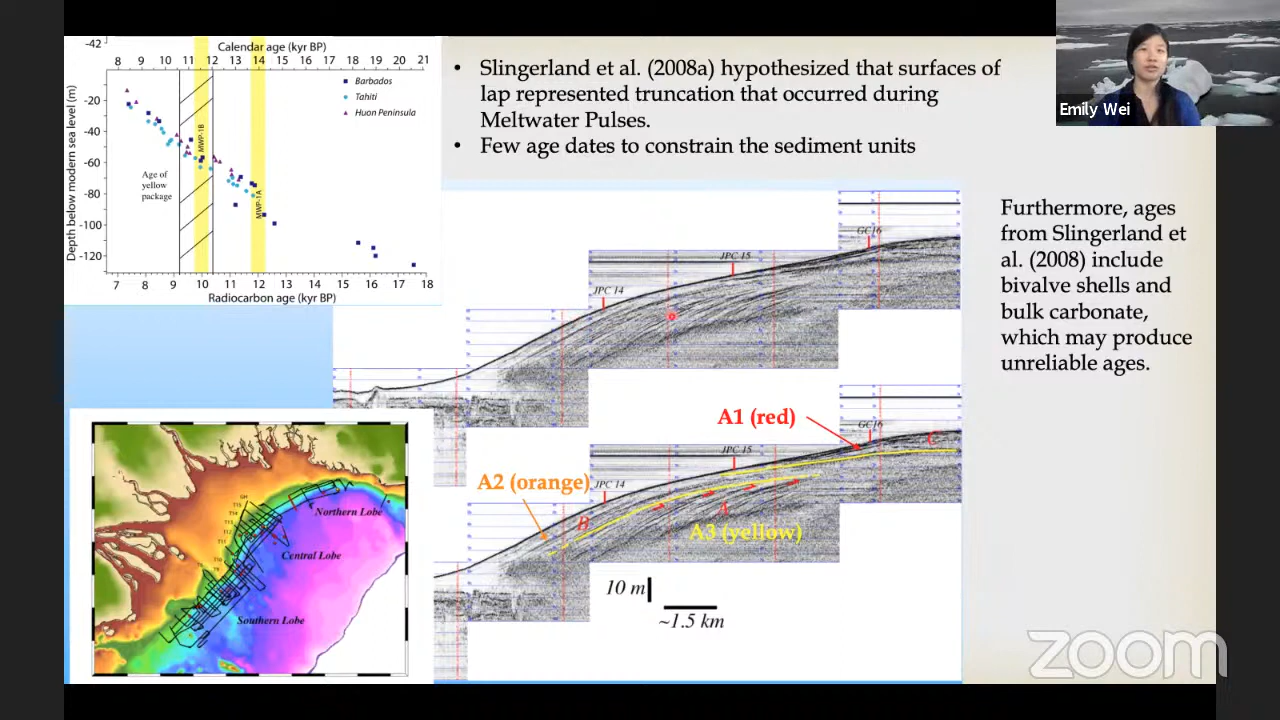 Calendar age (kyr BP)
-42
8 9 10 11 12 13 14 15 16 17 18 19 20 21
Barbados
Tahiti
Huon Peninsula
-20
-40
-60
-80
-100
-120
Depth below modern sea level (m)
MWP-1B
MWP-1A
Age of
yellow
package
7 8 9 10 11 12 13 14 15 16 17 18
Radiocarbon age (kyr BP)
• Slingerland et al. (2008a) hypothesized that surfaces of
lap represented truncation that occurred during
Meltwater Pulses.
• Few age dates to constrain the sediment units
Emily Wei
Furthermore, ages
from Slingerland et
al. (2008) include
bivalve shells and
bulk carbonate,
which may produce
unreliable ages.
GC16
JPC 15
JPC 14
A1 (red)
GC16
C
JPC 15
A2 (orange)
JPC 14
B
A
A3 (yellow)
10 m
~1.5 km
Northern Lobe
Central Lobe
Southern Lobe
zoom